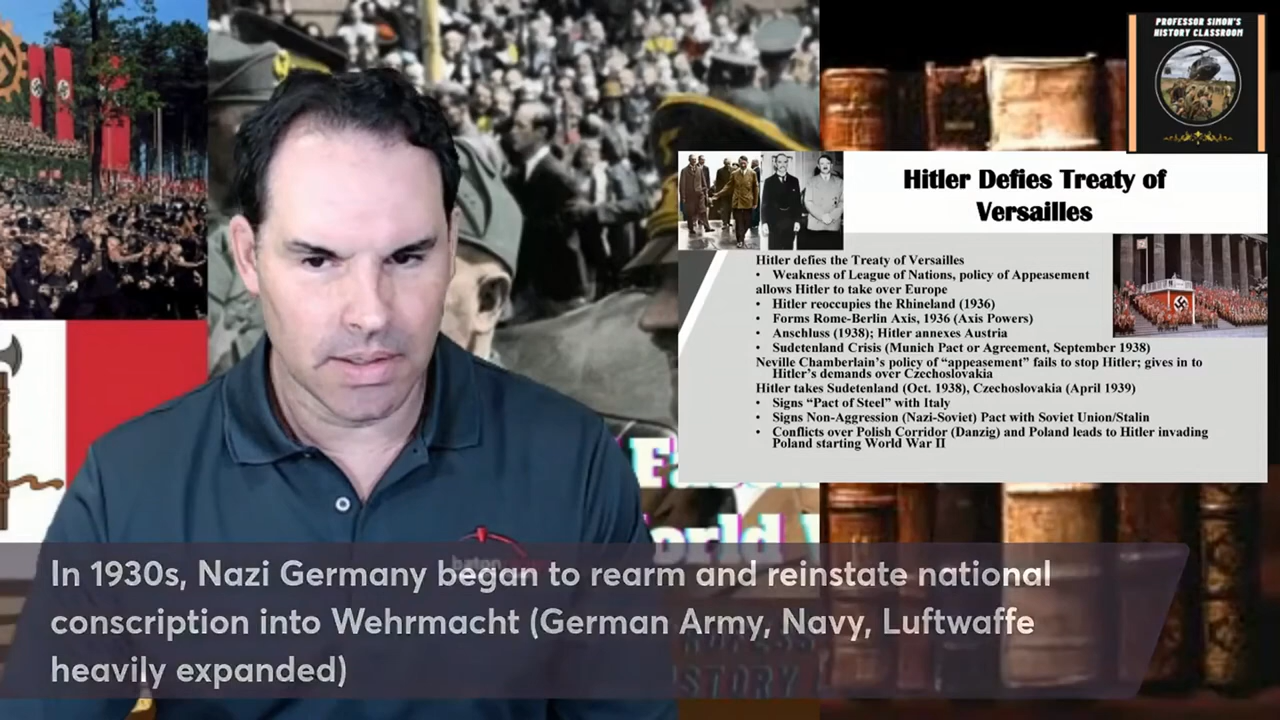 PROFESSOR SIMON'S
HISTORY CLASSROOM
Hitler Defies Treaty of
Versailles
Hitler defies the Treaty of Versailles
• Weakness of League of Nations, policy of Appeasement
allows Hitler to take over Europe
• Hitler reoccupies the Rhineland (1936)
• Forms Rome-Berlin Axis, 1936 (Axis Powers)
• Anschluss (1938); Hitler annexes Austria
• Sudetenland Crisis (Munich Pact or Agreement, September 1938)
Neville Chamberlain's policy of “appeasement” fails to stop Hitler; gives in to
Hitler's demands over Czechoslovakia
Hitler takes Sudetenland (Oct. 1938), Czechoslovakia (April 1939)
• Signs “Pact of Steel” with Italy
• Signs Non-Aggression (Nazi-Soviet) Pact with Soviet Union/Stalin
• Conflicts over Polish Corridor (Danzig) and Poland leads to Hitler invading
Poland starting World War II
In 1930s, Nazi Germany began to rearm and reinstate national
conscription into Wehrmacht (German Army, Navy, Luftwaffe
heavily expanded)